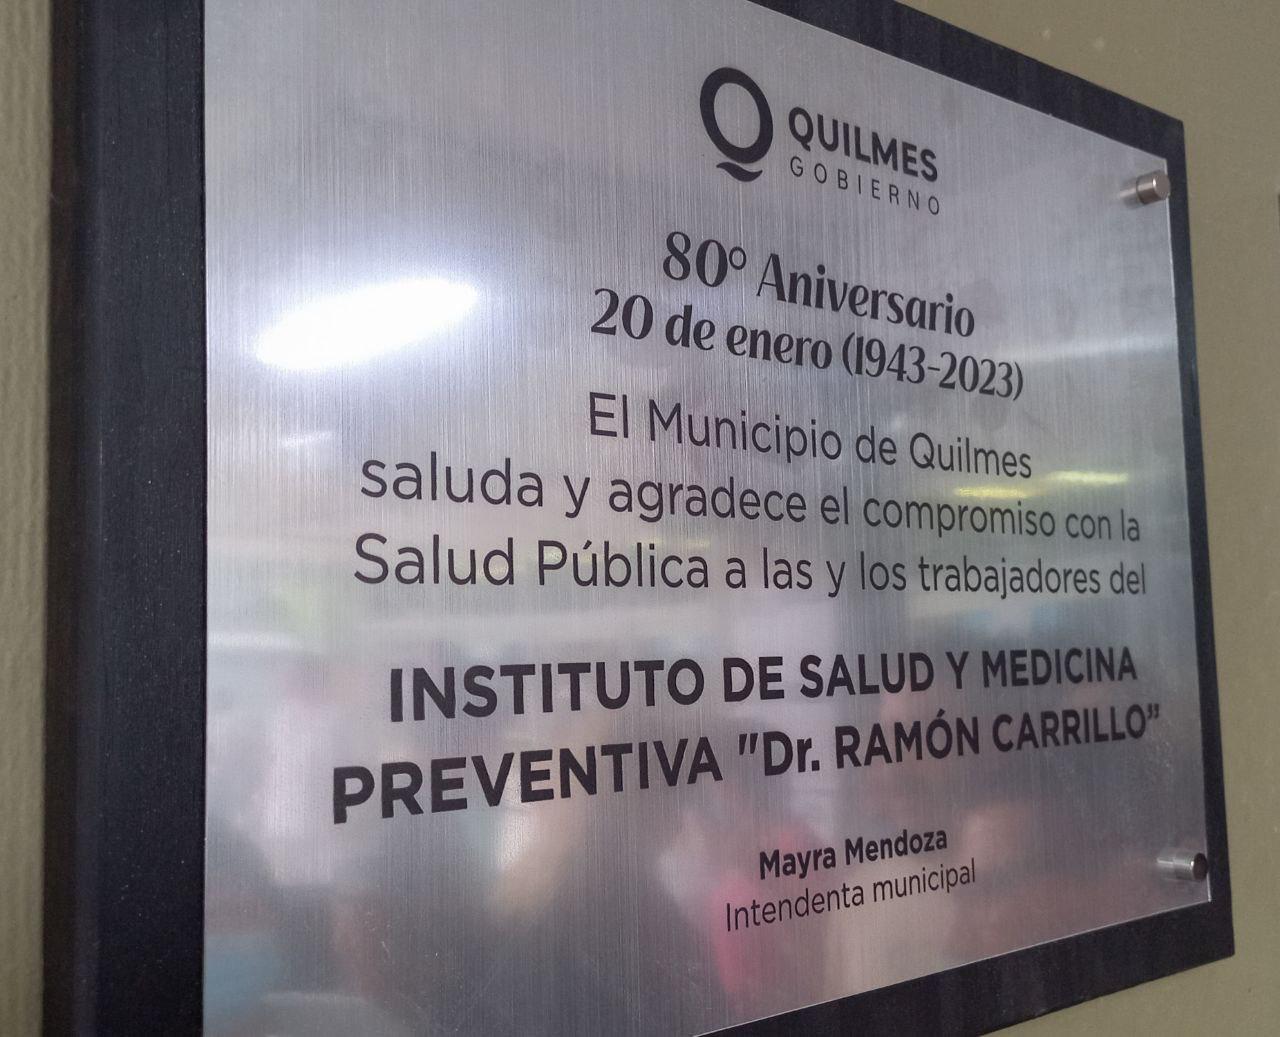 QUILMES
GOBIERNO
80° Aniversario
20 de enero (1943-2023)
El Municipio de Quilmes
saluda y agradece el compromiso con la
Salud Pública a las y los trabajadores del
INSTITUTO DE SALUD Y MEDICINA
PREVENTIVA "Dr. RAMÓN CARRILLO”
Mayra Mendoza
Intendenta municipal